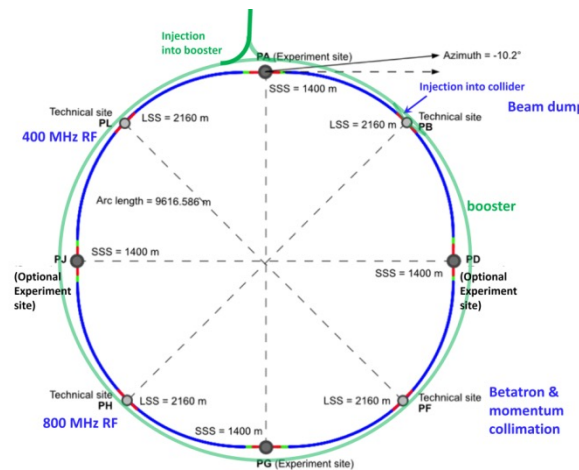 Injection
into booster
PA (Experiment site)
Azimuth = -10.2°
SSS = 1400 m
Injection into collider
Beam dump
Technical site
PL
LSS = 2160 m
400 MHz RF
LSS = 2160 m
Technical site
PB
Arc length = 9616.586 m
booster
PJ
SSS = 1400 m
(Optional
Experiment
site)
SSS = 1400 m
PD
(Optional
Experiment
site)
Technical site
PH
LSS = 2160 m
800 MHz RF
LSS = 2160 m
Technical site
PF
Betatron &
momentum
collimation
SSS = 1400 m
PG (Experiment site)